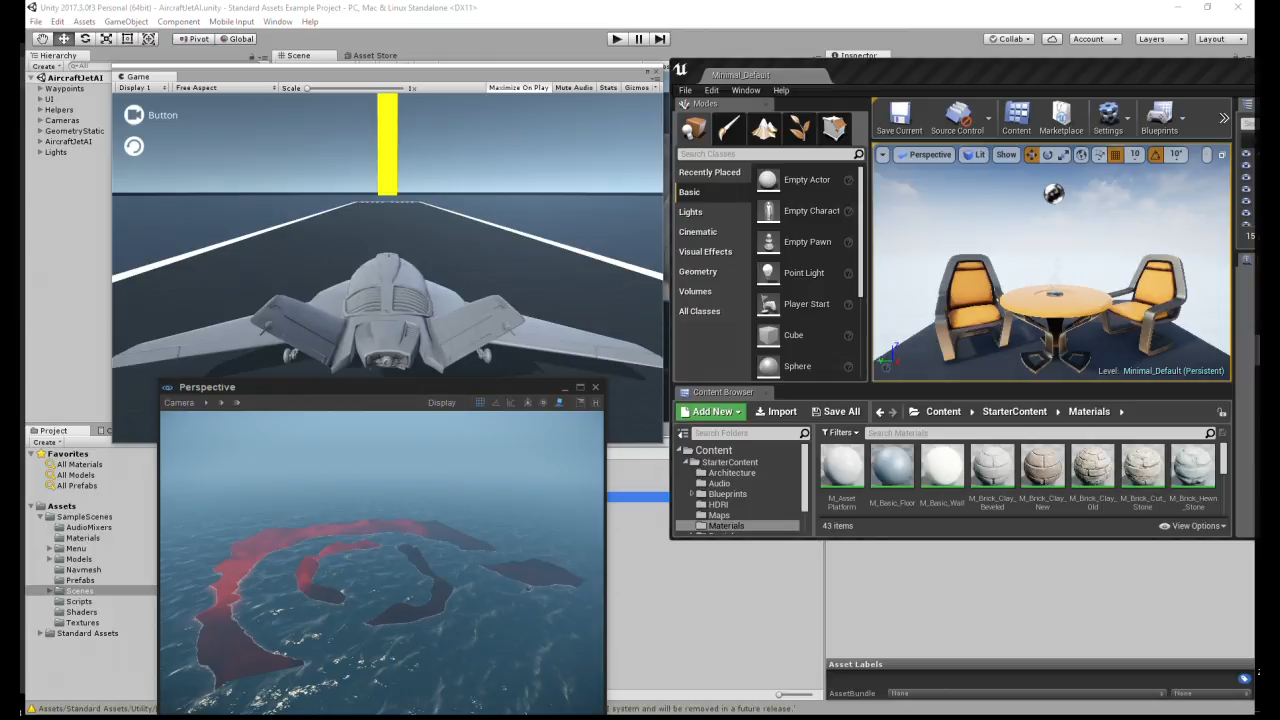 Unity 2017.3.0f3 Personal (64bit) - AircraftJetAI.unity - Standard Assets Example Project - PC, Mac & Linux Standalone <DX11>
File Edit Assets GameObject Component Mobile Input Window Help
Pivot Global Collab Account Layers Layout
Hierarchy Scene Asset Store Inspector
Create All
AircraftJetAI
Waypoints
UI
Helpers
Cameras
GeometryStatic
AircraftJetAI
Lights
Game
Display 1 Free Aspect Scale 1x Maximize On Play Mute Audio Stats Gizmos
Button
Minimal_Default
File Edit Window Help
Modes
Save Current Source Control Content Marketplace Settings Blueprints
Search Classes
Recently Placed
Basic
Lights
Cinematic
Visual Effects
Geometry
Volumes
All Classes
Empty Actor
Empty Charact
Empty Pawn
Point Light
Player Start
Cube
Sphere
Perspective Lit Show 10 10°
15
Level: Minimal_Default (Persistent)
Content Browser
Add New Import Save All Content StarterContent Materials
Search Folders
Filters Search Materials
Content
StarterContent
Architecture
Audio
Blueprints
HDRI
Maps
Materials
M_Asset Platform
M_Basic_Floor
M_Basic_Wall
M_Brick_Clay_Beveled
M_Brick_Clay_New
M_Brick_Clay_Old
M_Brick_Cut_Stone
M_Brick_Hewn_Stone
43 items View Options
Perspective
Camera Display H
Project
Create
Favorites
All Materials
All Models
All Prefabs
Assets
SampleScenes
AudioMixers
Materials
Menu
Models
Navmesh
Prefabs
Scenes
Scripts
Shaders
Textures
Standard Assets
Asset Labels
AssetBundle None None
Assets/Standard Assets/Utility/
system and will be removed in a future release.'